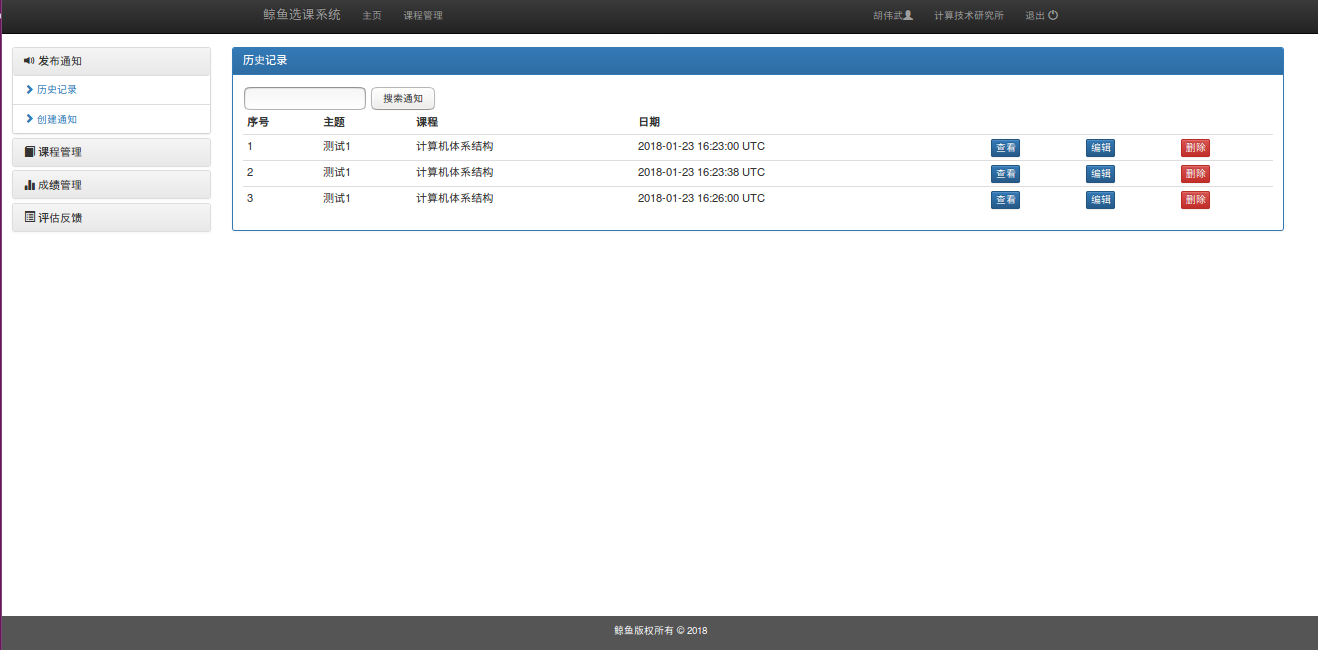 鲸鱼选课系统 主页 课程管理 胡伟武 计算技术研究所 退出
发布通知
历史记录
创建通知
课程管理
成绩管理
评估反馈
历史记录
搜索通知
序号 主题 课程 日期
1 测试1 计算机体系结构 2018-01-23 16:23:00 UTC 查看 编辑 删除
2 测试1 计算机体系结构 2018-01-23 16:23:38 UTC 查看 编辑 删除
3 测试1 计算机体系结构 2018-01-23 16:26:00 UTC 查看 编辑 删除
鲸鱼版权所有 © 2018